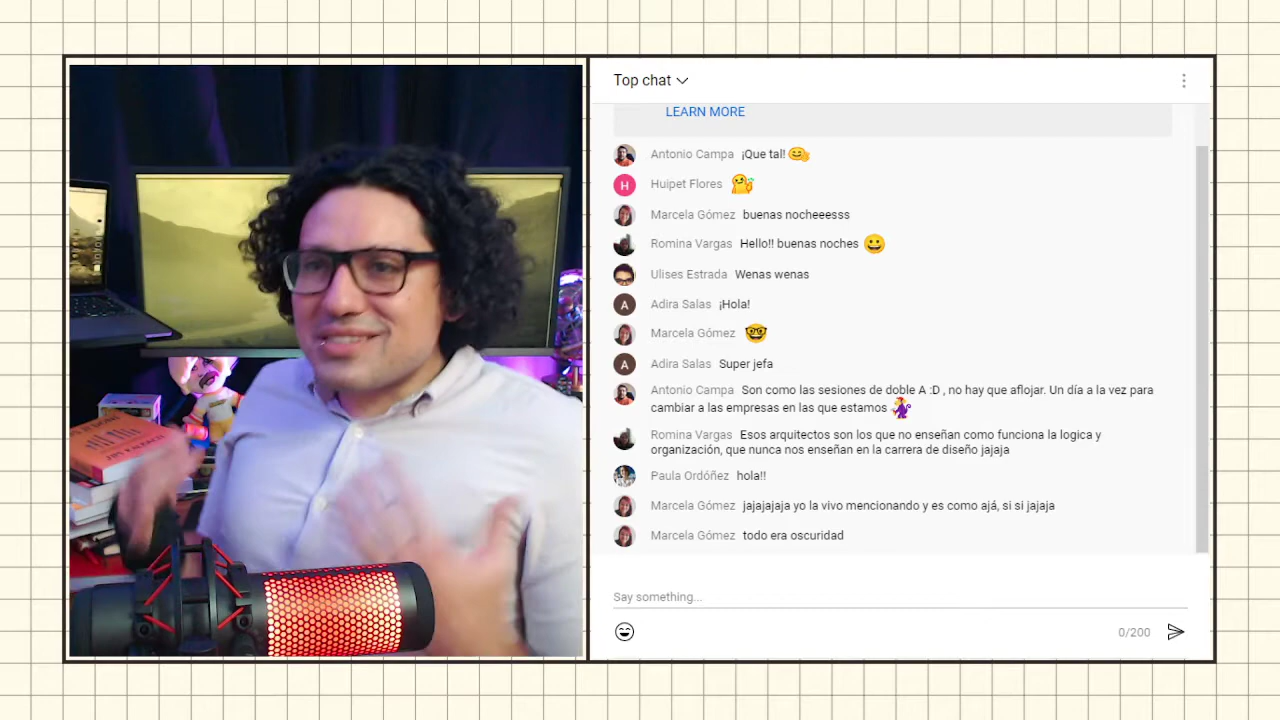 Top chat
LEARN MORE
Antonio Campa ¡Que tal!
Huipet Flores
Marcela Gómez buenas nocheeesss
Romina Vargas Hello!! buenas noches
Ulises Estrada Wenas wenas
A Adira Salas ¡Hola!
Marcela Gómez
A Adira Salas Super jefa
Antonio Campa Son como las sesiones de doble A :D , no hay que aflojar. Un día a la vez para
cambiar a las empresas en las que estamos
Romina Vargas Esos arquitectos son los que no enseñan como funciona la logica y
organización, que nunca nos enseñan en la carrera de diseño jajaja
Paula Ordóñez hola!!
Marcela Gómez jajajajaja yo la vivo mencionando y es como ajá, si si jajaja
Marcela Gómez todo era oscuridad
Say something...
0/200